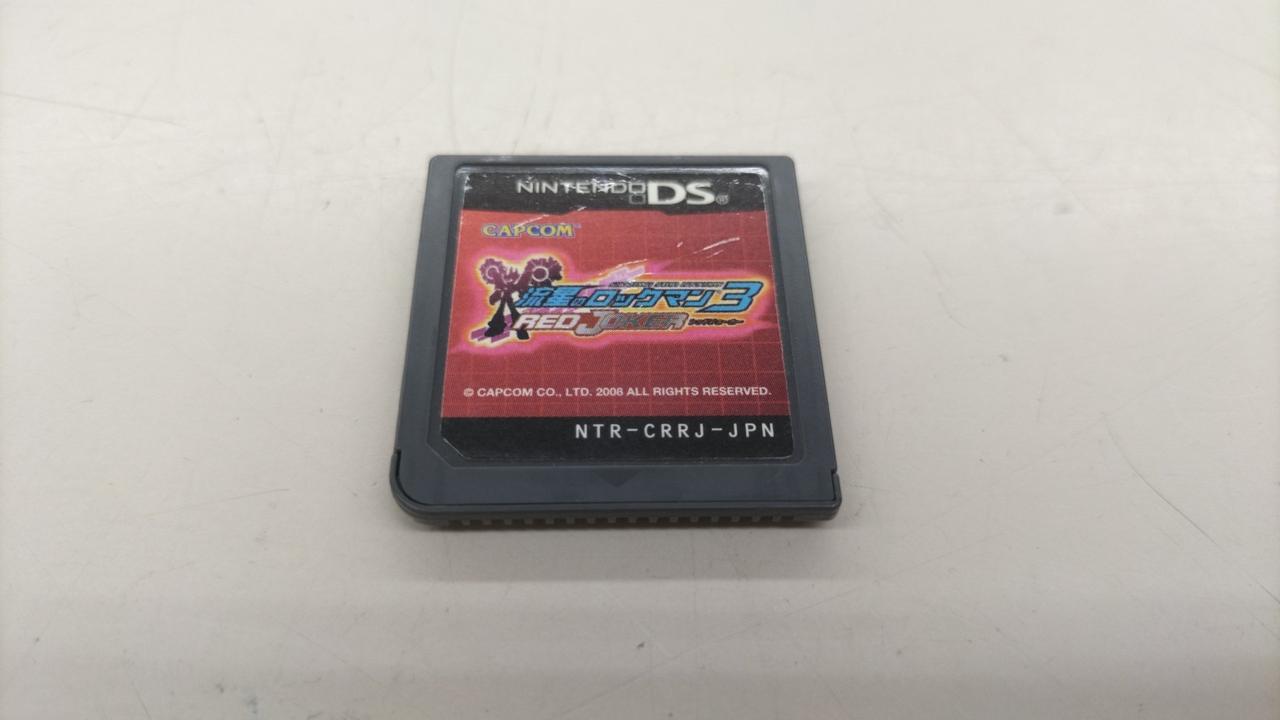 NINTENDO DS
CAPCOM
流星のロックマン3
RED JOKER
© CAPCOM CO., LTD. 2008 ALL RIGHTS RESERVED.
NTR-CRRJ-JPN